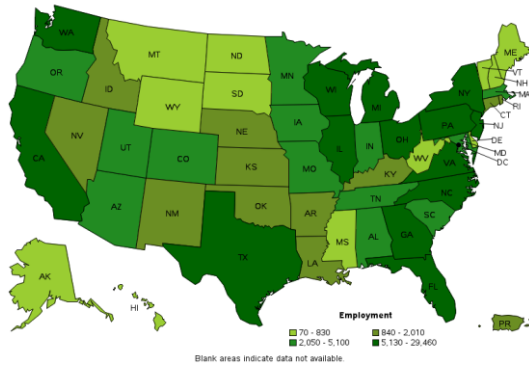 WA
MT
ND
ME
OR
ID
MN
VT
NH
SD
WI
NY
MA
WY
MI
RI
CT
IA
PA
NJ
NV
NE
OH
DE
UT
IL
IN
MD
CA
CO
WV
VA
DC
KS
MO
KY
NC
TN
AZ
NM
OK
AR
SC
MS
AL
GA
TX
LA
AK
FL
HI
PR
Employment
70 - 830
840 - 2,010
2,050 - 5,100
5,130 - 29,460
Blank areas indicate data not available.